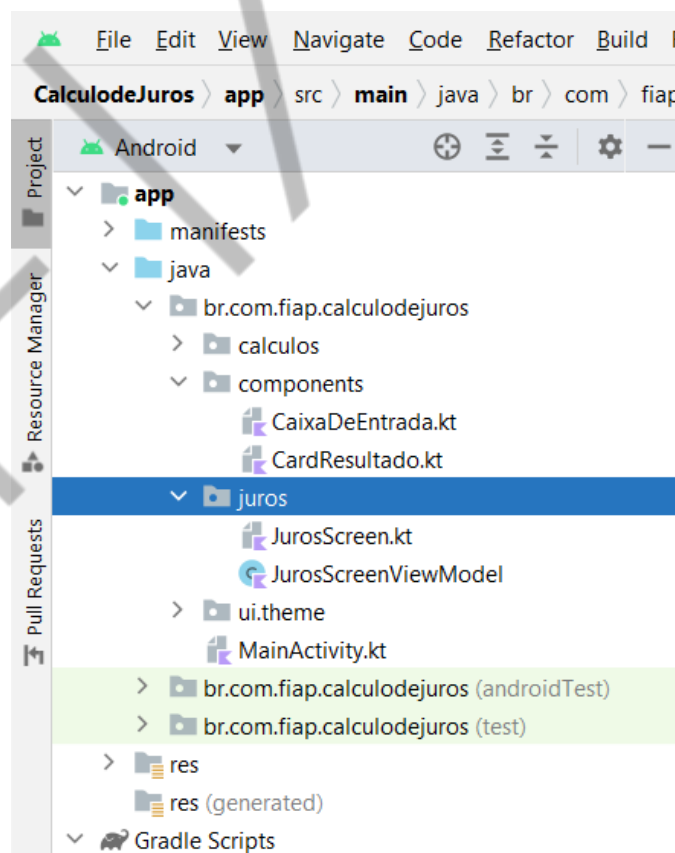 File Edit View Navigate Code Refactor Build
CalculodeJuros 〉 app 〉 src 〉 main 〉 java 〉 br 〉 com 〉 fiap
Android
Project
app
manifests
java
br.com.fiap.calculodejuros
calculos
components
CaixaDeEntrada.kt
CardResultado.kt
Resource Manager
juros
JurosScreen.kt
JurosScreenViewModel
Pull Requests
ui.theme
MainActivity.kt
br.com.fiap.calculodejuros (androidTest)
br.com.fiap.calculodejuros (test)
res
res (generated)
Gradle Scripts